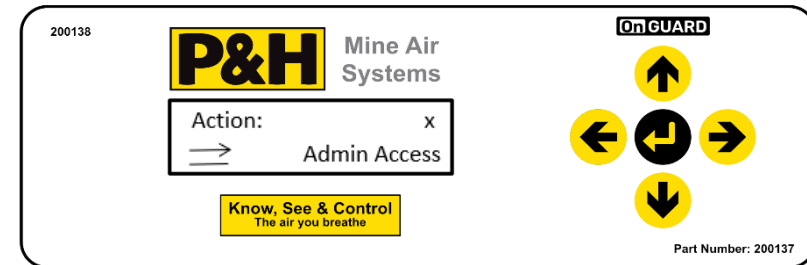 200138
P&H
Mine Air
Systems
Action: x
Admin Access
Know, See & Control
The air you breathe
OnGUARD
Part Number: 200137